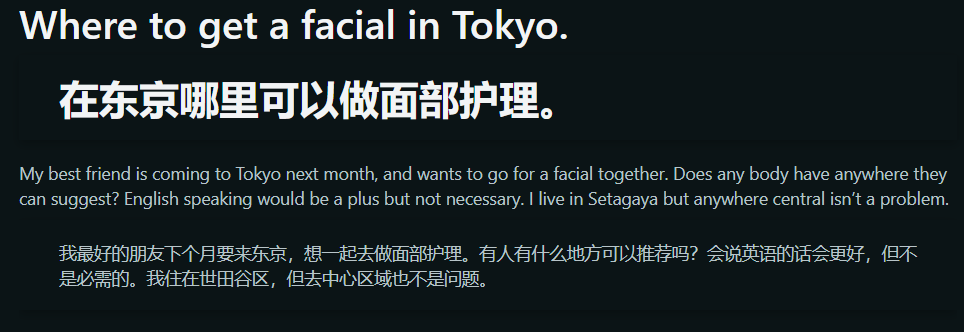 Where to get a facial in Tokyo.
在东京哪里可以做面部护理。
My best friend is coming to Tokyo next month, and wants to go for a facial together. Does any body have anywhere they
can suggest? English speaking would be a plus but not necessary. I live in Setagaya but anywhere central isn’t a problem.
我最好的朋友下个月要来东京，想一起去做面部护理。有人有什么地方可以推荐吗？会说英语的话会更好，但不
是必需的。我住在世田谷区，但去中心区域也不是问题。